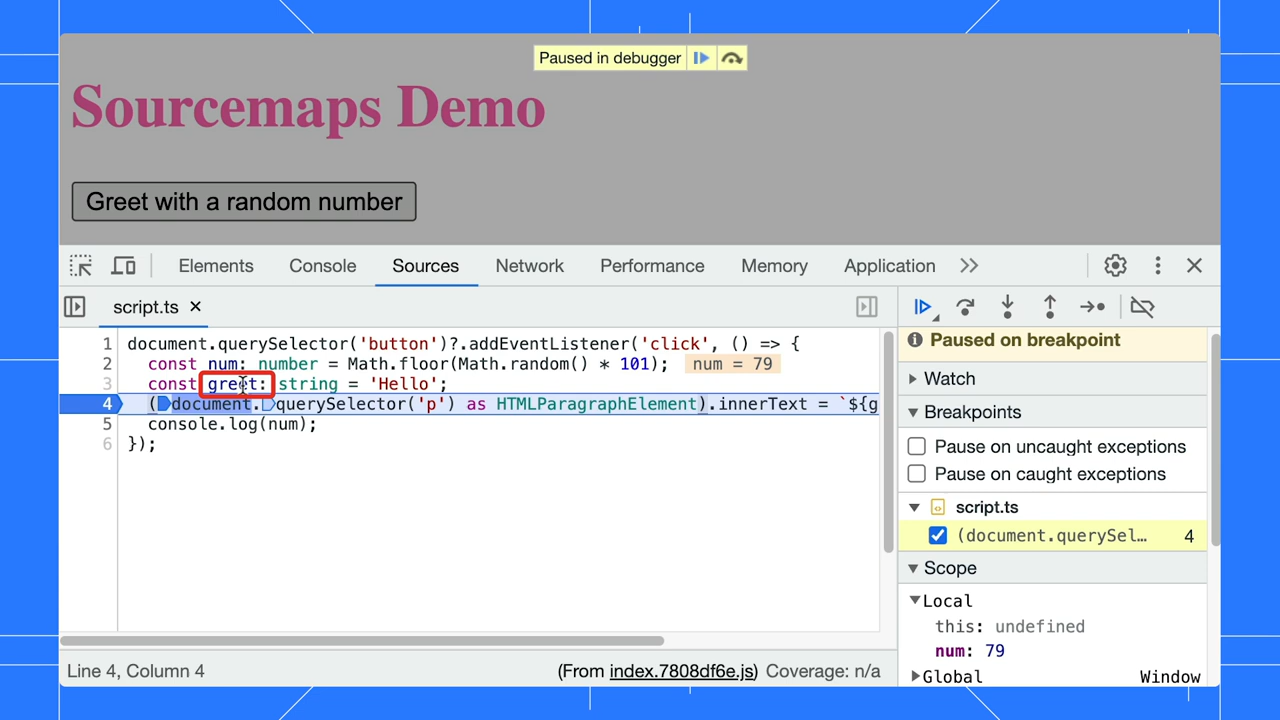 Paused in debugger
Sourcemaps Demo
Greet with a random number
Elements Console Sources Network Performance Memory Application
script.ts
1 document.querySelector('button')?.addEventListener('click', () => {
2 const num: number = Math.floor(Math.random() * 101); num = 79
3 const greet: string = 'Hello';
4 (document.querySelector('p') as HTMLParagraphElement).innerText = `${g
5 console.log(num);
6 });
Line 4, Column 4 (From index.7808df6e.js) Coverage: n/a
Paused on breakpoint
Watch
Breakpoints
Pause on uncaught exceptions
Pause on caught exceptions
script.ts
(document.querySel… 4
Scope
Local
this: undefined
num: 79
Global Window